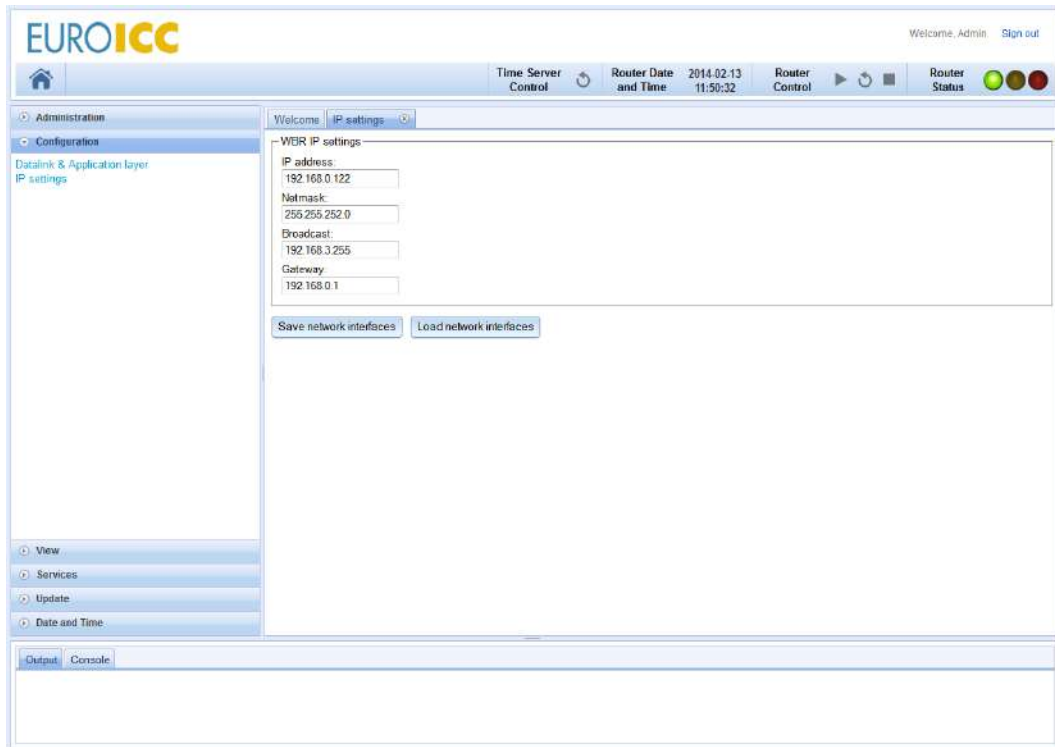 EUROICC
Welcome, Admin Sign out
Time Server Control
Router Date and Time
2014-02-13 11:50:32
Router Control
Router Status
Administration
Configuration
Datalink & Application layer
IP settings
View
Services
Update
Date and Time
Welcome
IP settings
WBR IP settings
IP address:
192.168.0.122
Netmask:
255.255.252.0
Broadcast:
192.168.3.255
Gateway
192.168.0.1
Save network interfaces
Load network interfaces
Output
Console